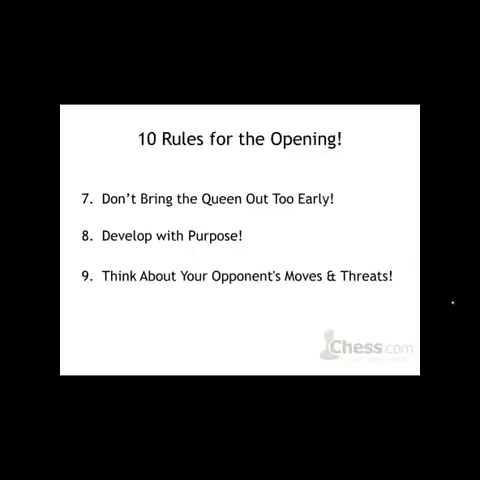 10 Rules for the Opening!
7. Don't Bring the Queen Out Too Early!
8. Develop with Purpose!
9. Think About Your Opponent's Moves & Threats!
Chess.com